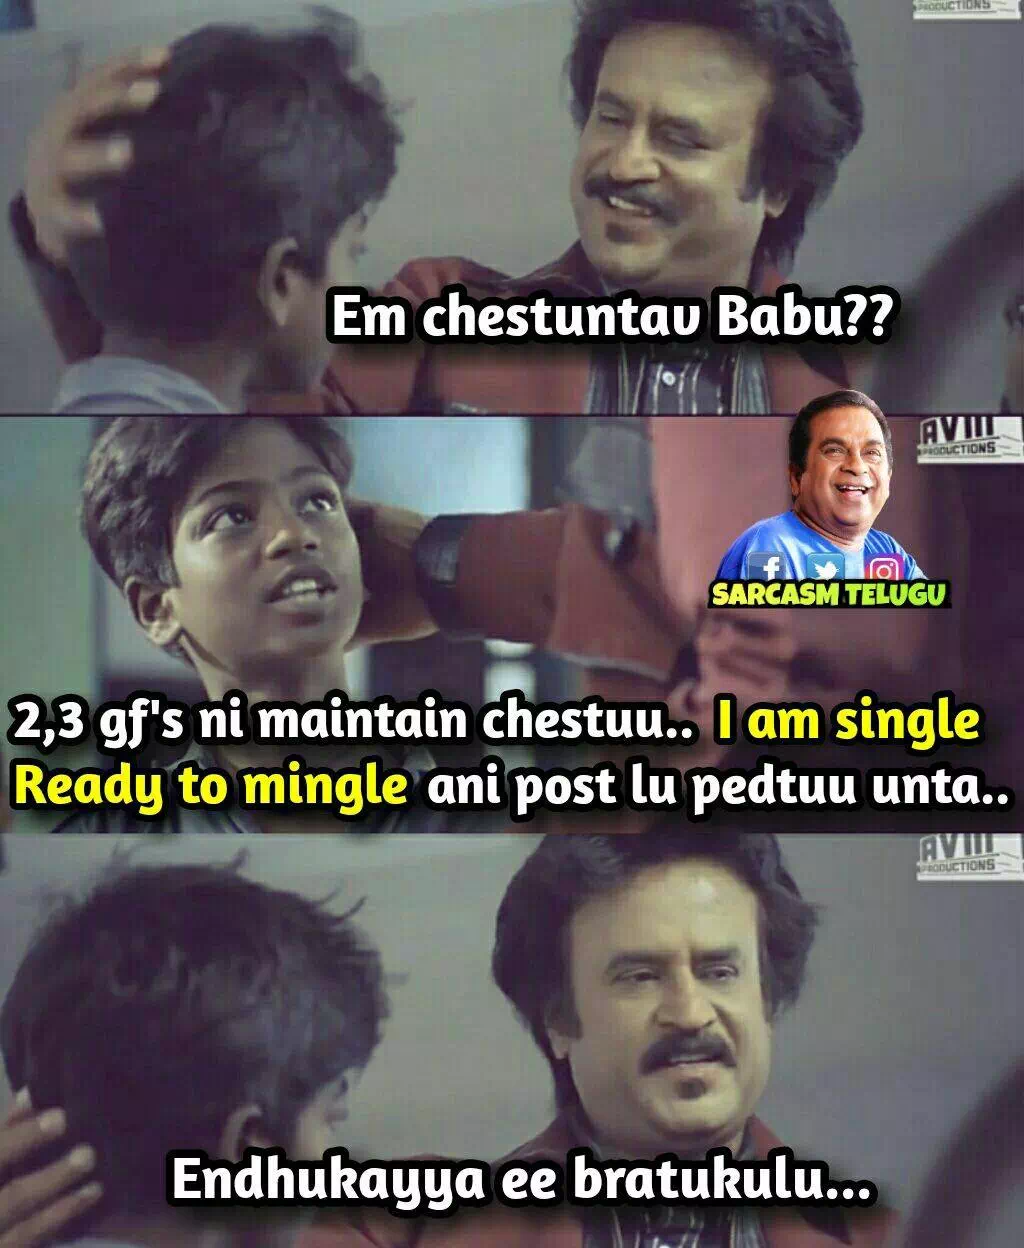 PRODUCTIONS
Em chestuntav Babu??
AVM
PRODUCTIONS
SARCASM TELUGU
2,3 gf's ni maintain chestuu.. I am single
Ready to mingle ani post lu pedtuu unta..
AVM
PRODUCTIONS
Endhukayya ee bratukulu...